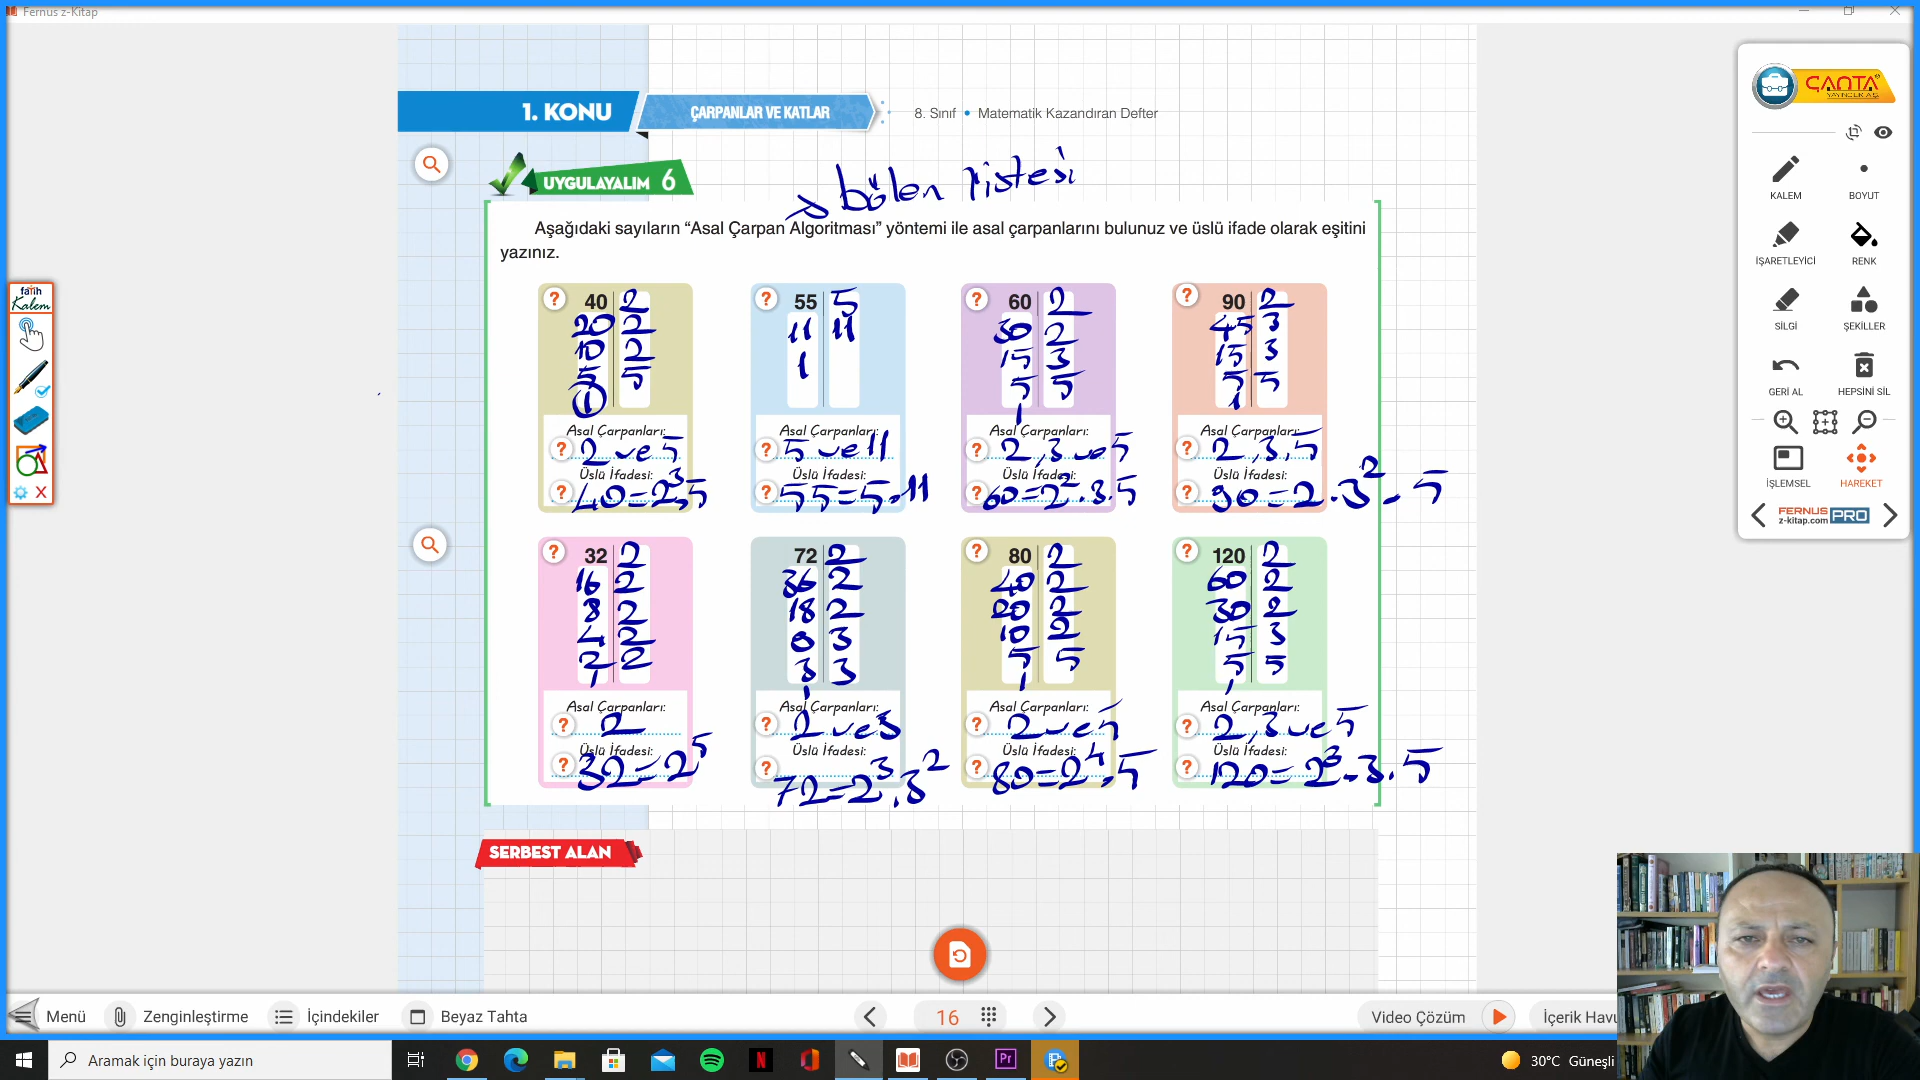 Fernus z-Kitap
1. KONU
ÇARPANLAR VE KATLAR
8. Sınıf • Matematik Kazandıran Defter
UYGULAYALIM 6
bölen listesi
Aşağıdaki sayıların “Asal Çarpan Algoritması” yöntemi ile asal çarpanlarını bulunuz ve üslü ifade olarak eşitini
yazınız.
? 40 2
20 2
10 2
5 5
1
Asal Çarpanları:
? 2 ve 5
Üslü İfadesi:
? 40=2³.5
? 55 5
11 11
1
Asal Çarpanları:
? 5 ve 11
Üslü İfadesi:
? 55=5.11
? 60 2
30 2
15 3
5 5
1
Asal Çarpanları:
? 2,3 ve 5
Üslü İfadesi:
? 60=2².3.5
? 90 2
45 3
15 3
5 5
1
Asal Çarpanları:
? 2,3,5
Üslü İfadesi:
? 90=2.3².5
? 32 2
16 2
8 2
4 2
2 2
1
Asal Çarpanları:
? 2
Üslü İfadesi:
? 32=2⁵
? 72 2
36 2
18 2
9 3
3 3
1
Asal Çarpanları:
? 2 ve 3
Üslü İfadesi:
? 72=2³.3²
? 80 2
40 2
20 2
10 2
5 5
1
Asal Çarpanları:
? 2 ve 5
Üslü İfadesi:
? 80=2⁴.5
? 120 2
60 2
30 2
15 3
5 5
1
Asal Çarpanları:
? 2,3 ve 5
Üslü İfadesi:
? 120=2³.3.5
SERBEST ALAN
fatih
Kalem
ÇANTA
YAYINCILIK A.Ş.
KALEM BOYUT
İŞARETLEYİCİ RENK
SİLGİ ŞEKİLLER
GERİ AL HEPSİNİ SİL
İŞLEMSEL HAREKET
FERNUS
z-kitap.com PRO
Menü Zenginleştirme İçindekiler Beyaz Tahta 16 Video Çözüm İçerik Havu
Aramak için buraya yazın 30°C Güneşli